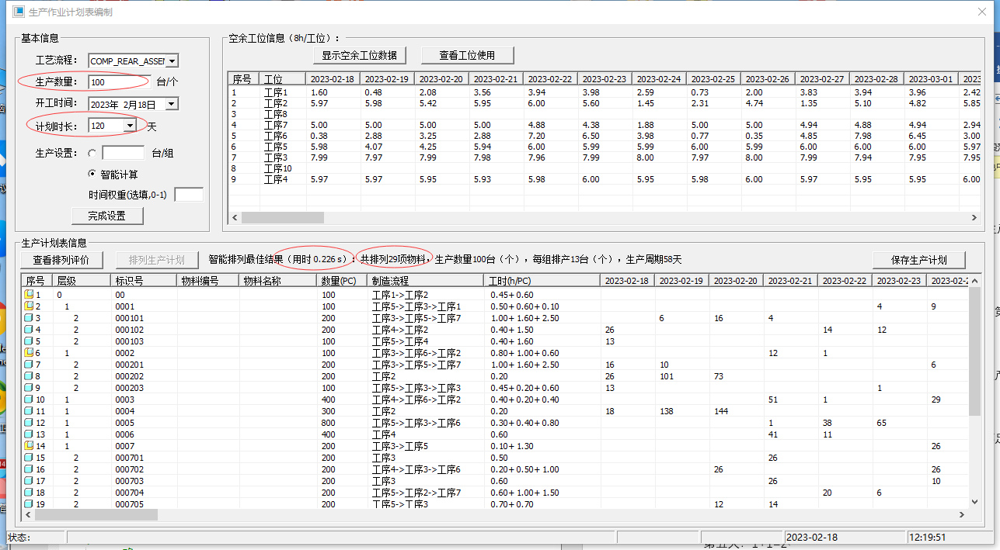 生产作业计划表编制
基本信息
工艺流程： COMP_REAR_ASSEM
生产数量： 100 台/个
开工时间： 2023年 2月18日
计划时长： 120 天
生产设置： 台/组
智能计算
时间权重(选填,0-1)
完成设置
空余工位信息（8h/工位）：
显示空余工位数据 查看工位使用
序号 工位 2023-02-18 2023-02-19 2023-02-20 2023-02-21 2023-02-22 2023-02-23 2023-02-24 2023-02-25 2023-02-26 2023-02-27 2023-02-28 2023-03-01 2023
1 工序1 1.60 0.48 2.08 3.56 3.94 3.98 2.59 0.73 2.00 3.83 3.94 3.96 2.42
2 工序2 5.97 5.98 5.42 5.95 6.00 5.60 1.45 2.31 4.74 1.35 5.10 4.82 5.85
3 工序8
4 工序7 5.00 5.00 5.00 5.00 4.88 4.38 1.88 5.00 5.00 4.94 4.88 4.94 2.94
5 工序6 0.38 2.88 3.25 2.88 7.20 6.50 3.98 0.77 0.35 4.85 7.98 6.45 3.00
6 工序5 5.98 4.07 4.25 5.94 6.00 6.00 5.99 6.00 5.99 6.00 6.00 6.00 5.97
7 工序3 7.99 7.97 7.99 7.98 7.96 7.99 8.00 7.97 8.00 7.99 7.94 7.95 7.95
8 工序10
9 工序4 5.97 5.97 5.95 5.93 5.98 6.00 5.95 5.98 6.00 5.97 5.95 5.95 6.00
生产计划表信息
查看排列评价 排列生产计划 智能排列最佳结果（用时 0.226 s）：共排列29项物料，生产数量100台（个），每组排产13台（个），生产周期58天 保存生产计划
序号 层级 标识号 物料编号 物料名称 数量(PC) 制造流程 工时(h/PC) 2023-02-18 2023-02-19 2023-02-20 2023-02-21 2023-02-22 2023-02-23 2023-02-2
1 0 00 100 工序1->工序2 0.45+0.60
2 1 0001 100 工序5->工序3->工序1 0.50+0.60+0.10 4 9
3 2 000101 200 工序3->工序5->工序7 1.00+1.60+2.50 6 16 4
4 2 000102 200 工序4->工序2 0.40+1.50 26 14 12
5 2 000103 100 工序5->工序4 0.40+1.60 13
6 1 0002 100 工序3->工序6->工序2 0.80+1.00+0.60 12 1
7 2 000201 200 工序3->工序5->工序7 1.00+1.60+2.50 16 10 6
8 2 000202 200 工序2 0.20 26 101 73
9 2 000203 100 工序5->工序3->工序3 0.45+0.20+0.60 13 1
10 1 0003 400 工序4->工序6->工序2 0.40+0.20+0.40 51 1 29
11 1 0004 300 工序2 0.20 18 138 144
12 1 0005 800 工序5->工序3->工序6 0.30+0.40+0.80 1 38 65
13 1 0006 400 工序4 0.60 41 11
14 1 0007 200 工序3->工序5 0.10+1.30 26
15 2 000701 200 工序3 0.50 26
16 2 000702 200 工序4->工序3->工序6 0.20+0.50+1.00 26 26
17 2 000703 200 工序3 0.60 26 10
18 2 000704 200 工序5->工序2->工序7 0.60+1.00+1.50 20 6
19 2 000705 200 工序5->工序3 0.70+0.70 12 14
状态： 2023-02-18 12:19:51